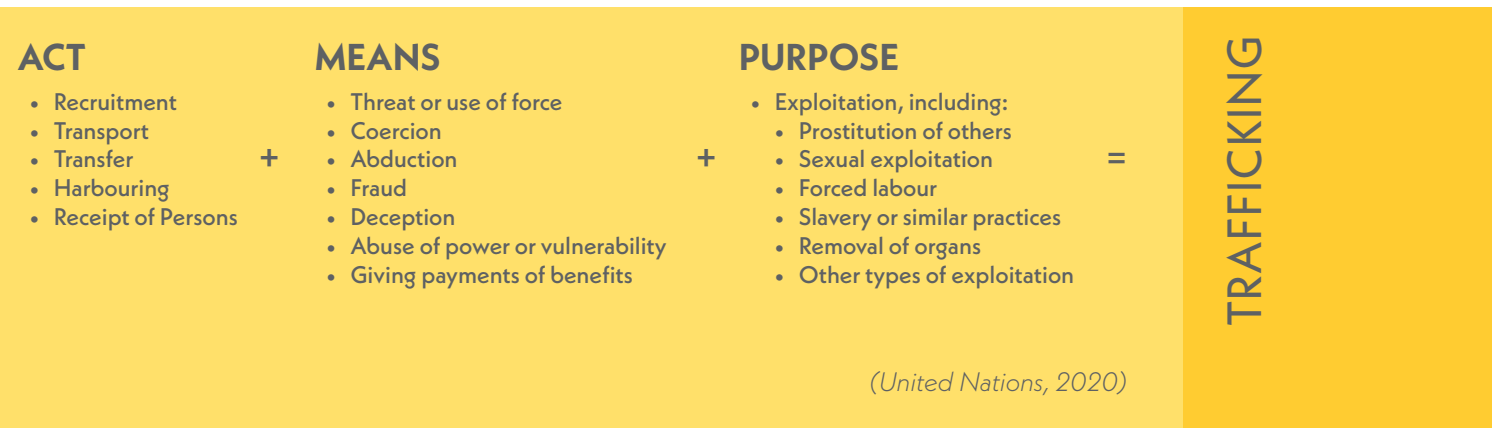 ACT
• Recruitment
• Transport
• Transfer
• Harbouring
• Receipt of Persons
+
MEANS
• Threat or use of force
• Coercion
• Abduction
• Fraud
• Deception
• Abuse of power or vulnerability
• Giving payments of benefits
+
PURPOSE
• Exploitation, including:
• Prostitution of others
• Sexual exploitation
• Forced labour
• Slavery or similar practices
• Removal of organs
• Other types of exploitation
=
TRAFFICKING
(United Nations, 2020)